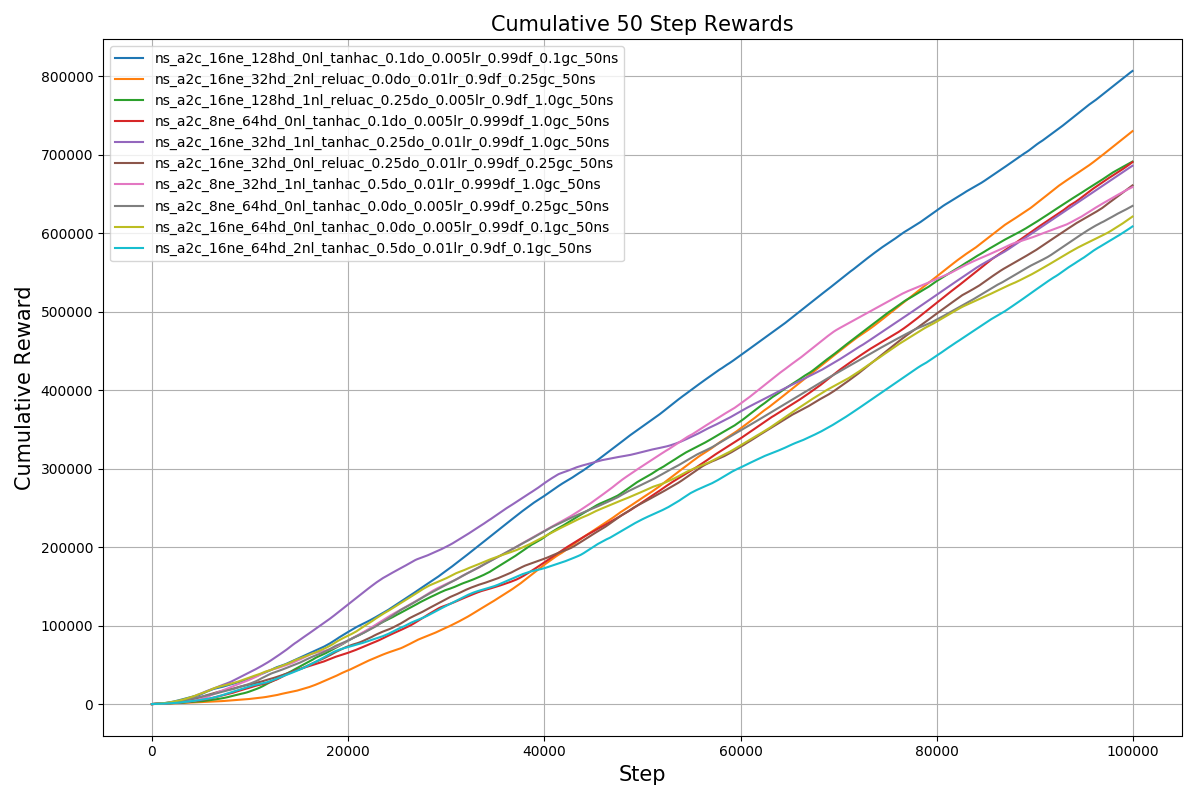 Cumulative 50 Step Rewards
ns_a2c_16ne_128hd_0nl_tanhac_0.1do_0.005lr_0.99df_0.1gc_50ns
ns_a2c_16ne_32hd_2nl_reluac_0.0do_0.01lr_0.9df_0.25gc_50ns
ns_a2c_16ne_128hd_1nl_reluac_0.25do_0.005lr_0.9df_1.0gc_50ns
ns_a2c_8ne_64hd_0nl_tanhac_0.1do_0.005lr_0.999df_1.0gc_50ns
ns_a2c_16ne_32hd_1nl_tanhac_0.25do_0.01lr_0.99df_1.0gc_50ns
ns_a2c_16ne_32hd_0nl_reluac_0.25do_0.01lr_0.99df_0.25gc_50ns
ns_a2c_8ne_32hd_1nl_tanhac_0.5do_0.01lr_0.999df_1.0gc_50ns
ns_a2c_8ne_64hd_0nl_tanhac_0.0do_0.005lr_0.99df_0.25gc_50ns
ns_a2c_16ne_64hd_0nl_tanhac_0.0do_0.005lr_0.99df_0.1gc_50ns
ns_a2c_16ne_64hd_2nl_tanhac_0.5do_0.01lr_0.9df_0.1gc_50ns
Cumulative Reward
800000
700000
600000
500000
400000
300000
200000
100000
0
0 20000 40000 60000 80000 100000
Step